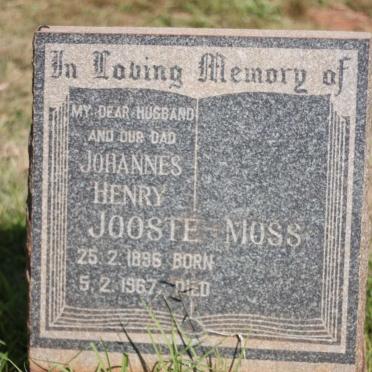 In Loving Memory of
MY DEAR HUSBAND
AND OUR DAD
JOHANNES
HENRY
JOOSTE - MOSS
25. 2. 1896 BORN
5. 2. 1967 DIED